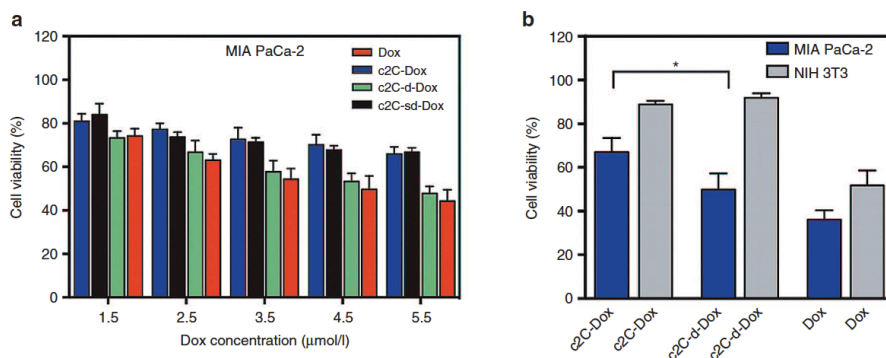 a
MIA PaCa-2
Dox
c2C-Dox
c2C-d-Dox
c2C-sd-Dox
Cell viability (%)
120
100
80
60
40
20
0
1.5 2.5 3.5 4.5 5.5
Dox concentration (μmol/l)
b
MIA PaCa-2
NIH 3T3
*
Cell viability (%)
120
100
80
60
40
20
0
c2C-Dox c2C-Dox c2C-d-Dox c2C-d-Dox Dox Dox